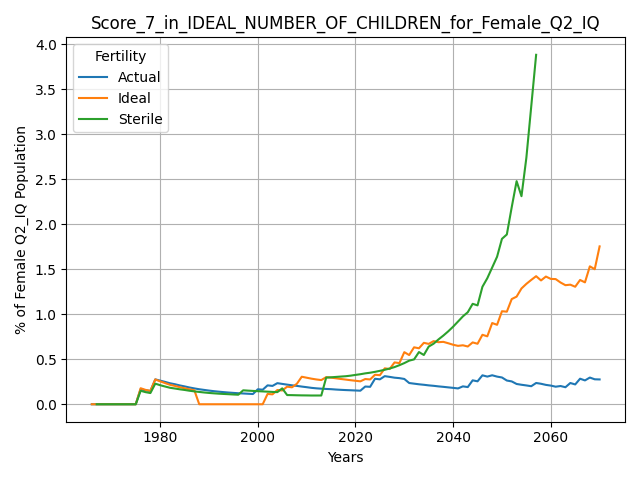 Score_7_in_IDEAL_NUMBER_OF_CHILDREN_for_Female_Q2_IQ
Fertility
Actual
Ideal
Sterile
% of Female Q2_IQ Population
4.0
3.5
3.0
2.5
2.0
1.5
1.0
0.5
0.0
1980
2000
2020
2040
2060
Years